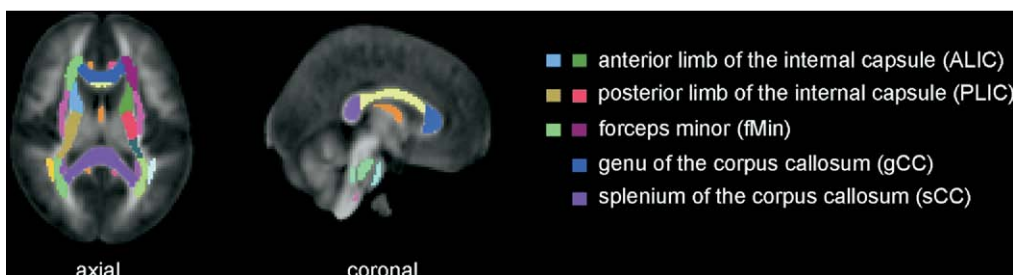 anterior limb of the internal capsule (ALIC)
posterior limb of the internal capsule (PLIC)
forceps minor (fMin)
genu of the corpus callosum (gCC)
splenium of the corpus callosum (sCC)
axial
coronal